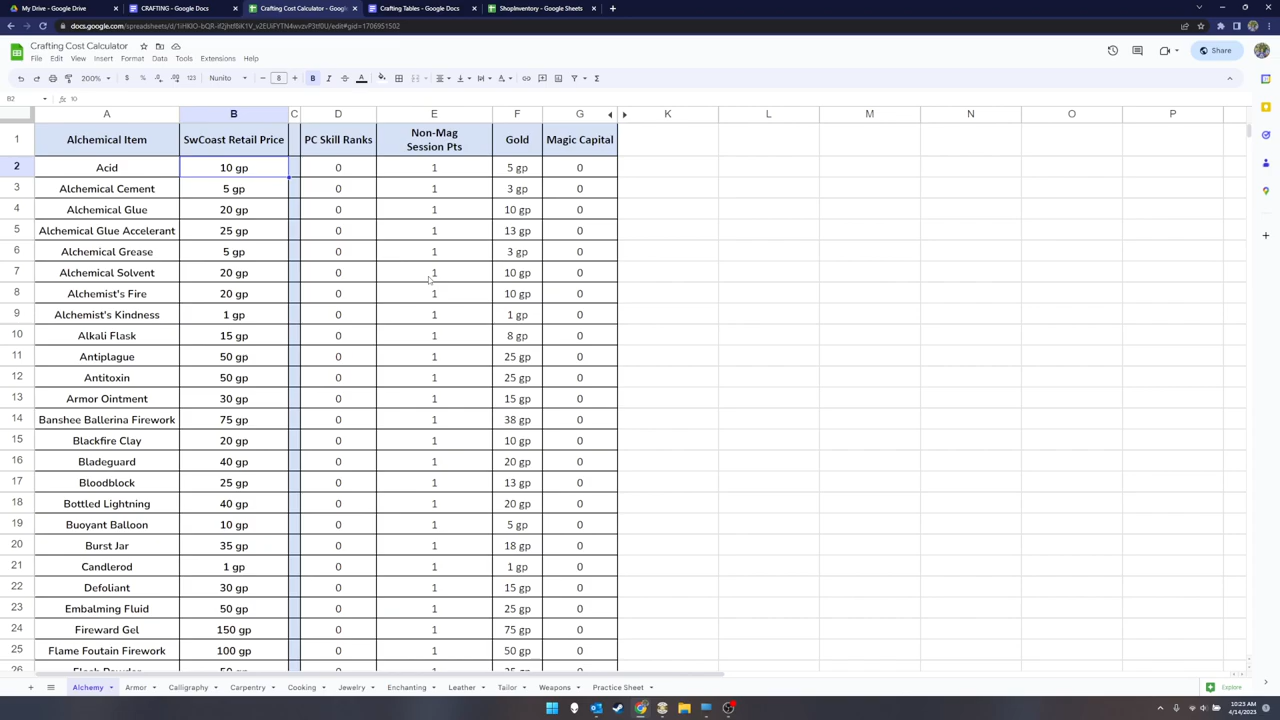 My Drive - Google Drive
CRAFTING - Google Docs
Crafting Cost Calculator - Google
Crafting Tables - Google Docs
ShopInventory - Google Sheets
Crafting Cost Calculator
Share
File Edit View Insert Format Data Tools Extensions Help
200% $ % .0 .00 123 Nunito 8 B I A
B2 10
A B C D E F G K L M N O P
1 Alchemical Item SwCoast Retail Price PC Skill Ranks Non-Mag Session Pts Gold Magic Capital
2 Acid 10 gp 0 1 5 gp 0
3 Alchemical Cement 5 gp 0 1 3 gp 0
4 Alchemical Glue 20 gp 0 1 10 gp 0
5 Alchemical Glue Accelerant 25 gp 0 1 13 gp 0
6 Alchemical Grease 5 gp 0 1 3 gp 0
7 Alchemical Solvent 20 gp 0 1 10 gp 0
8 Alchemist's Fire 20 gp 0 1 10 gp 0
9 Alchemist's Kindness 1 gp 0 1 1 gp 0
10 Alkali Flask 15 gp 0 1 8 gp 0
11 Antiplague 50 gp 0 1 25 gp 0
12 Antitoxin 50 gp 0 1 25 gp 0
13 Armor Ointment 30 gp 0 1 15 gp 0
14 Banshee Ballerina Firework 75 gp 0 1 38 gp 0
15 Blackfire Clay 20 gp 0 1 10 gp 0
16 Bladeguard 40 gp 0 1 20 gp 0
17 Bloodblock 25 gp 0 1 13 gp 0
18 Bottled Lightning 40 gp 0 1 20 gp 0
19 Buoyant Balloon 10 gp 0 1 5 gp 0
20 Burst Jar 35 gp 0 1 18 gp 0
21 Candlerod 1 gp 0 1 1 gp 0
22 Defoliant 30 gp 0 1 15 gp 0
23 Embalming Fluid 50 gp 0 1 25 gp 0
24 Fireward Gel 150 gp 0 1 75 gp 0
25 Flame Foutain Firework 100 gp 0 1 50 gp 0
26 Flash Powder 50 gp 0 1 25 gp 0
Alchemy Armor Calligraphy Carpentry Cooking Jewelry Enchanting Leather Tailor Weapons Practice Sheet
Explore
10:23 AM
4/14/2023